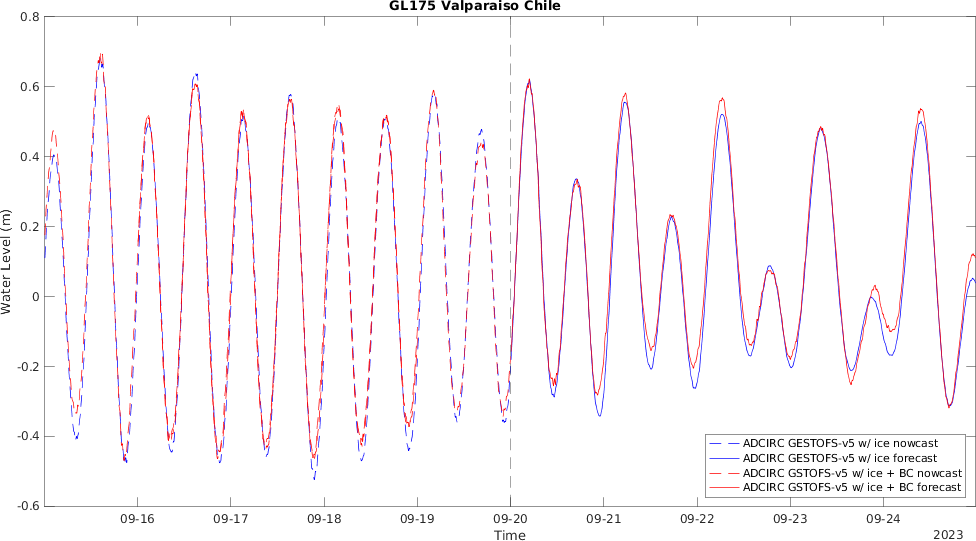 GL175 Valparaiso Chile
0.8
0.6
0.4
0.2
0
-0.2
-0.4
-0.6
Water Level (m)
09-16 09-17 09-18 09-19 09-20 09-21 09-22 09-23 09-24
Time
2023
ADCIRC GESTOFS-v5 w/ ice nowcast
ADCIRC GESTOFS-v5 w/ ice forecast
ADCIRC GSTOFS-v5 w/ ice + BC nowcast
ADCIRC GSTOFS-v5 w/ ice + BC forecast